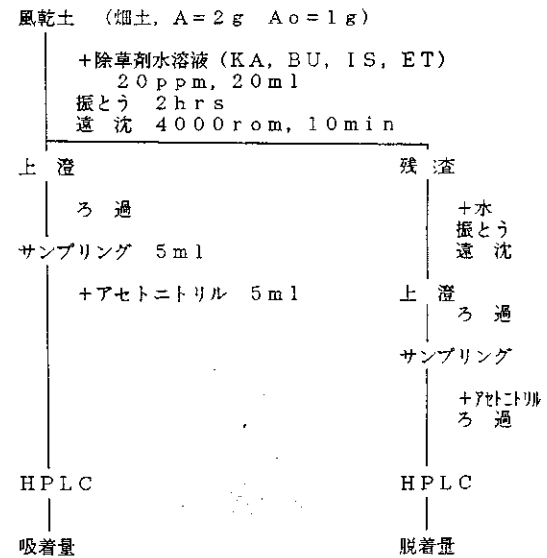 風乾土 (畑土, A=2g Ao=1g)
+除草剤水溶液 (KA, BU, IS, ET)
20ppm, 20ml
振とう 2hrs
遠沈 4000rom, 10min
上澄
ろ過
サンプリング 5ml
+アセトニトリル 5ml
HPLC
吸着量
残渣
+水
振とう
遠沈
上澄
ろ過
サンプリング
+アセトニトリル
ろ過
HPLC
脱着量